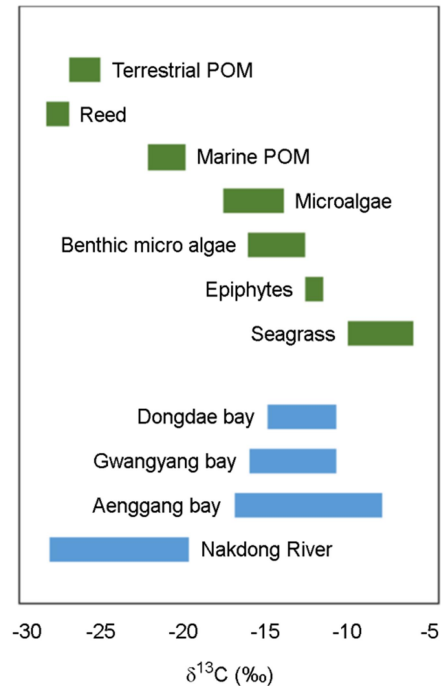 Terrestrial POM
Reed
Marine POM
Microalgae
Benthic micro algae
Epiphytes
Seagrass
Dongdae bay
Gwangyang bay
Aenggang bay
Nakdong River
-30 -25 -20 -15 -10 -5
δ¹³C (‰)